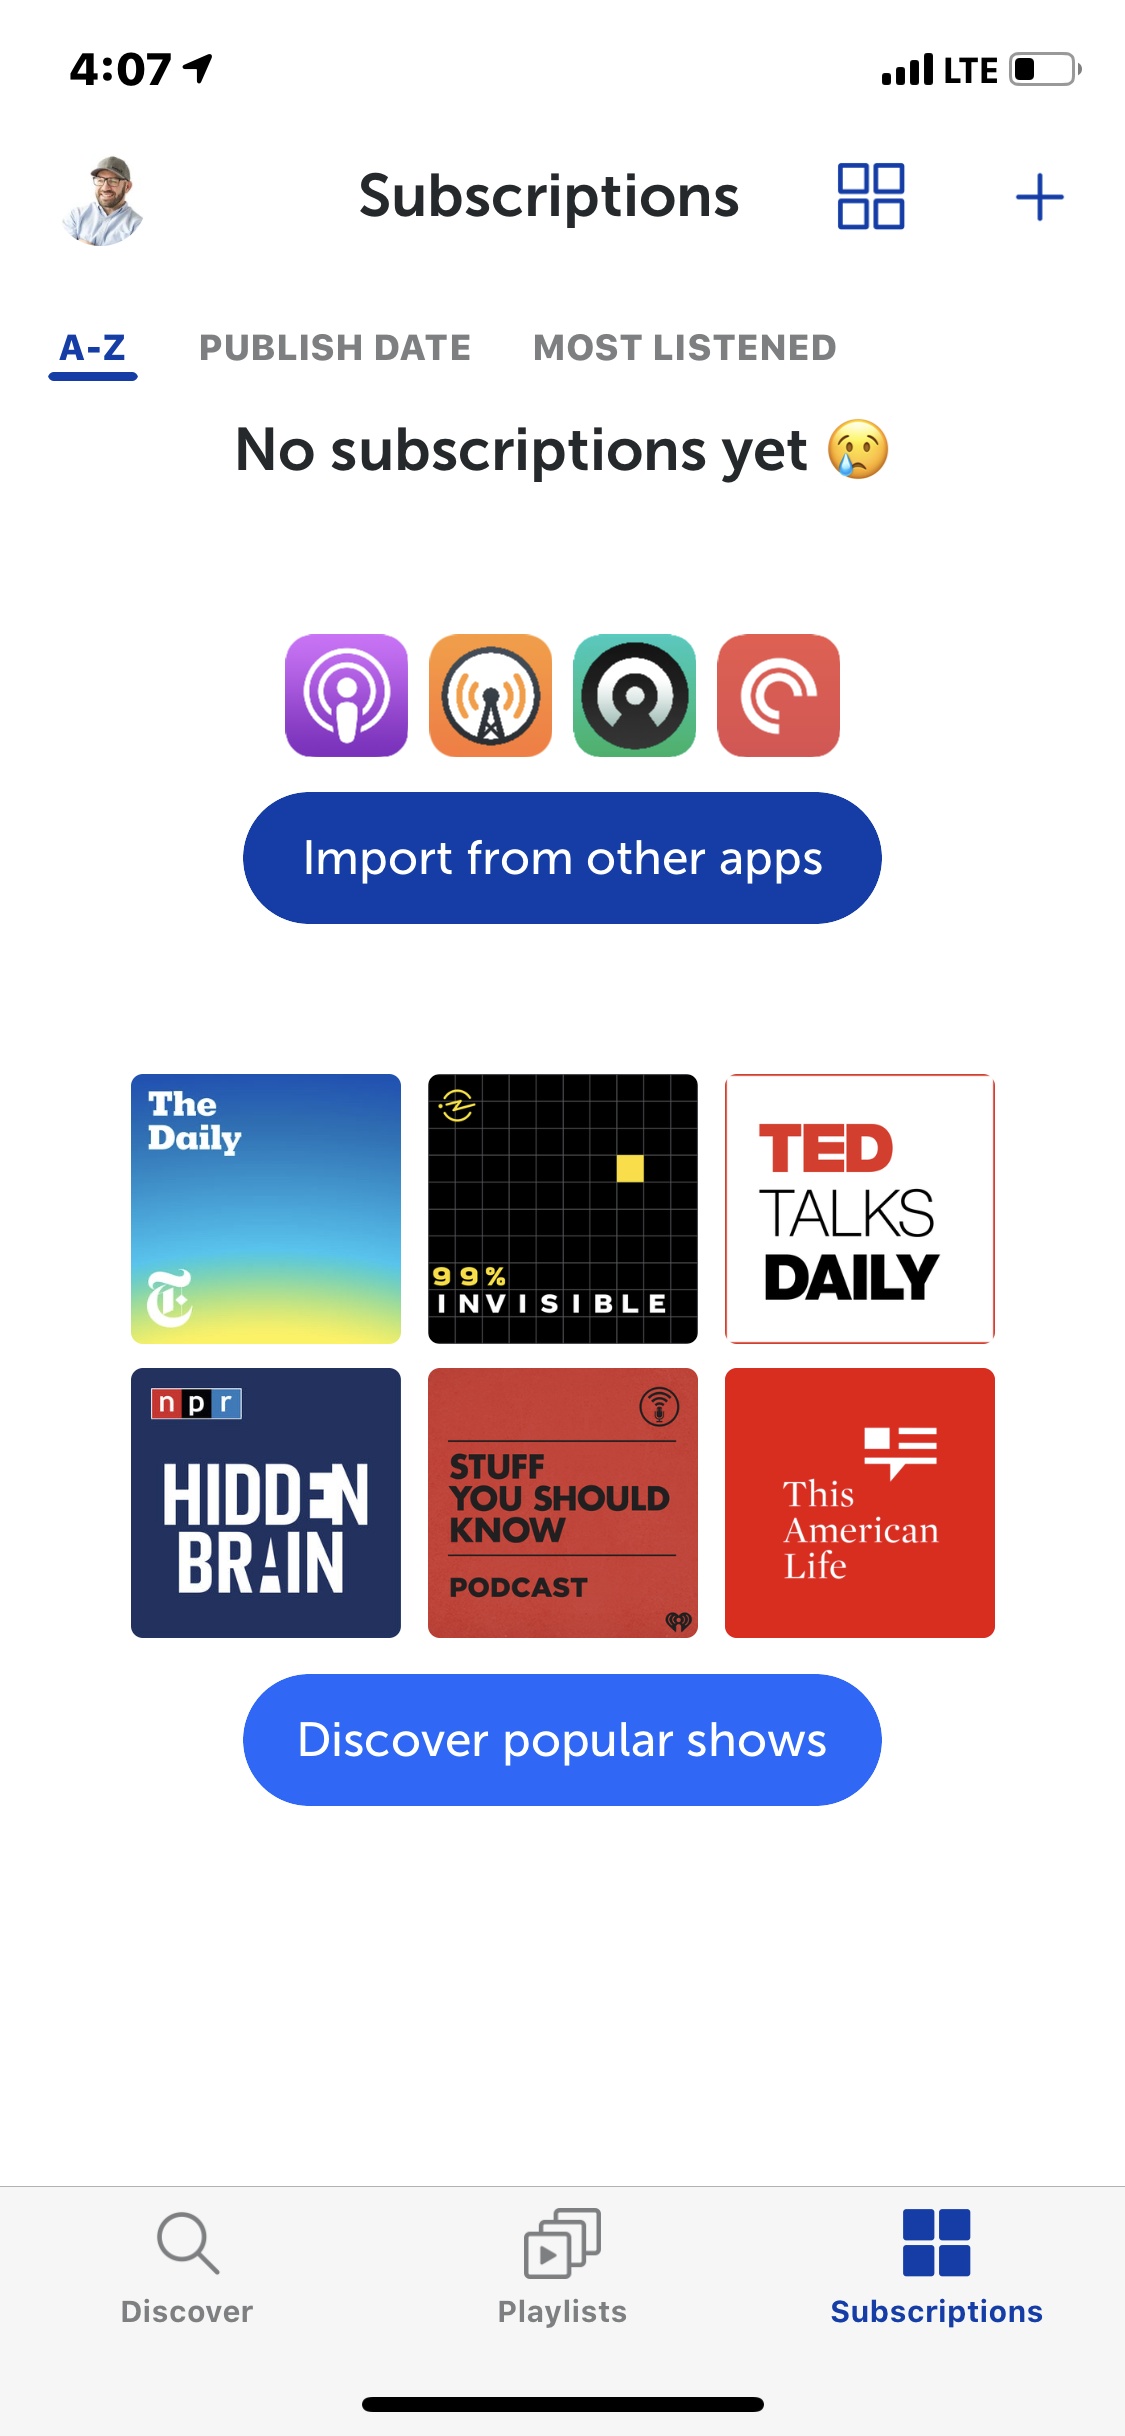 4:07
LTE
Subscriptions
A-Z PUBLISH DATE MOST LISTENED
No subscriptions yet 😢
Import from other apps
The
Daily
T
99%
INVISIBLE
TED
TALKS
DAILY
npr
HIDDEN
BRAIN
STUFF
YOU SHOULD
KNOW
PODCAST
This
American
Life
Discover popular shows
Discover Playlists Subscriptions